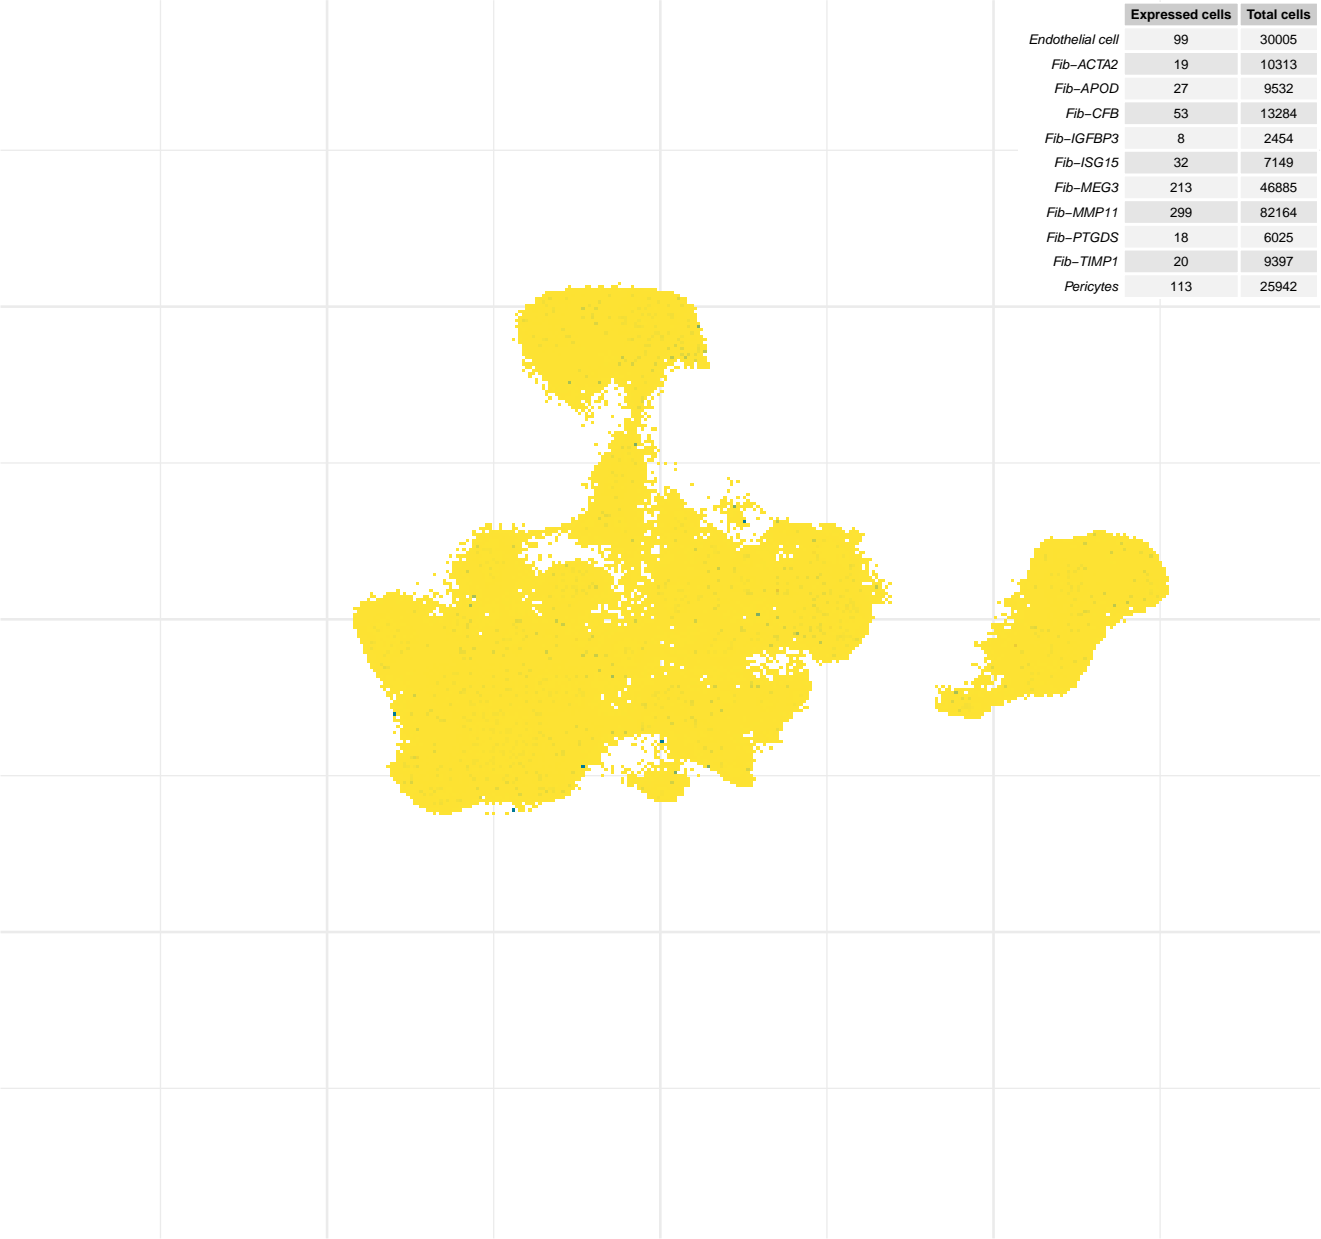 Expressed cells Total cells
Endothelial cell 99 30005
Fib−ACTA2 19 10313
Fib−APOD 27 9532
Fib−CFB 53 13284
Fib−IGFBP3 8 2454
Fib−ISG15 32 7149
Fib−MEG3 213 46885
Fib−MMP11 299 82164
Fib−PTGDS 18 6025
Fib−TIMP1 20 9397
Pericytes 113 25942